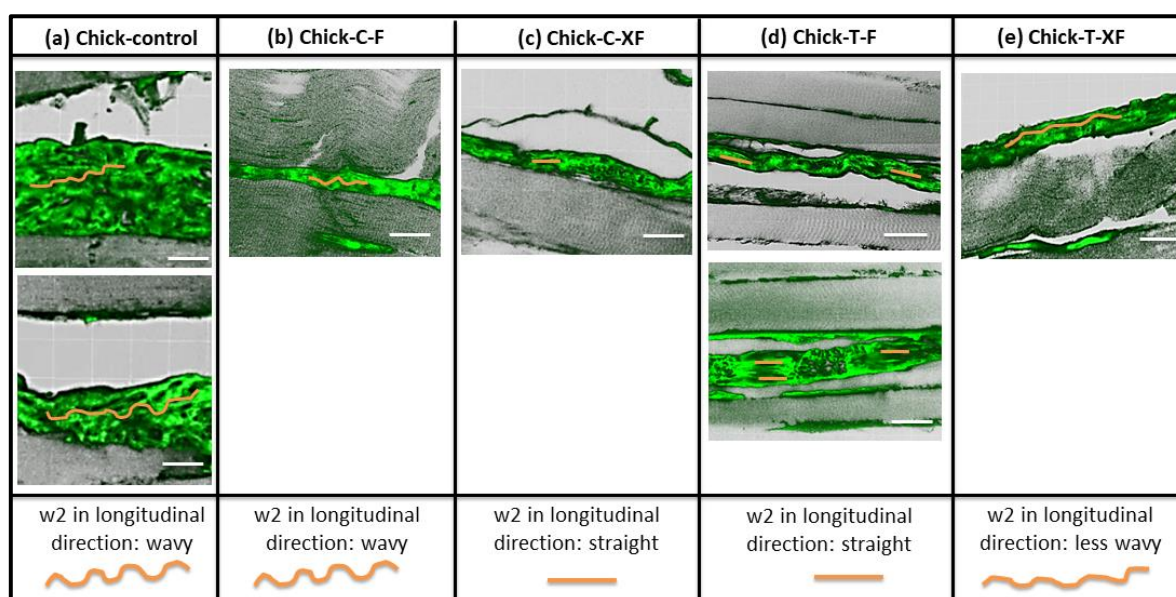 (a) Chick-control
(b) Chick-C-F
(c) Chick-C-XF
(d) Chick-T-F
(e) Chick-T-XF
w2 in longitudinal
direction: wavy
w2 in longitudinal
direction: wavy
w2 in longitudinal
direction: straight
w2 in longitudinal
direction: straight
w2 in longitudinal
direction: less wavy